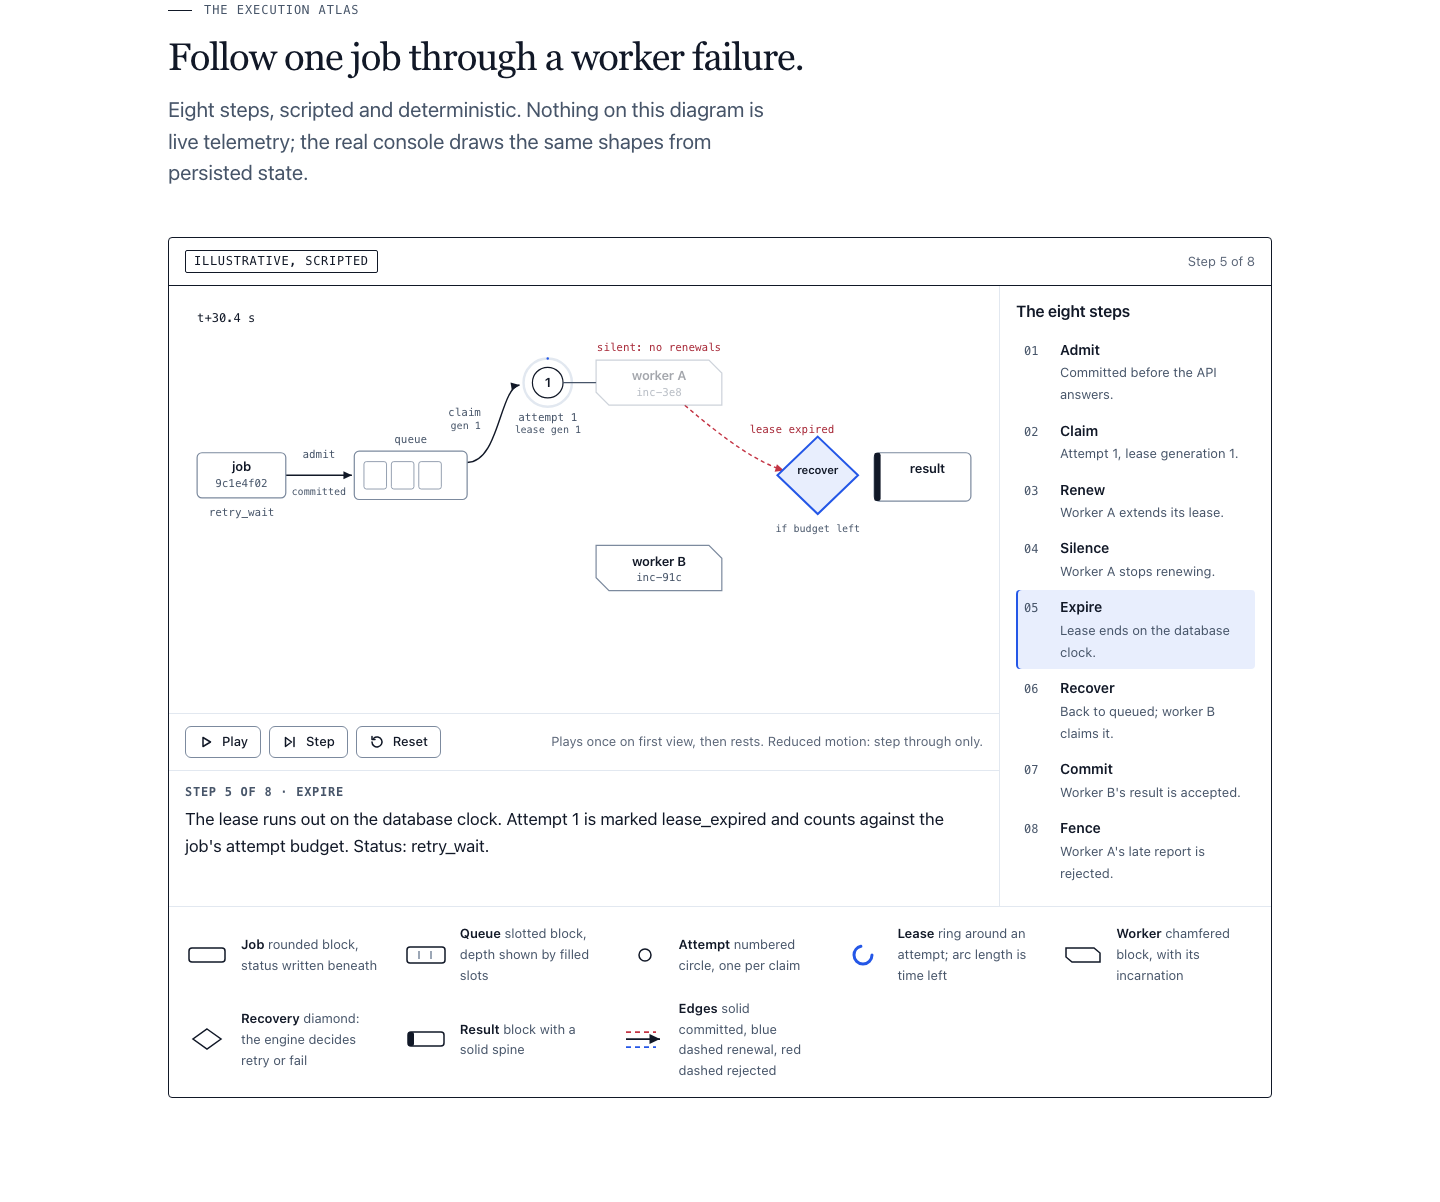 THE EXECUTION ATLAS
Follow one job through a worker failure.
Eight steps, scripted and deterministic. Nothing on this diagram is
live telemetry; the real console draws the same shapes from
persisted state.
ILLUSTRATIVE, SCRIPTED
Step 5 of 8
t+30.4 s
silent: no renewals
worker A
inc-3e8
1
attempt 1
lease gen 1
claim
gen 1
queue
admit
committed
job
9c1e4f02
retry_wait
lease expired
recover
if budget left
result
worker B
inc-91c
The eight steps
01 Admit
Committed before the API
answers.
02 Claim
Attempt 1, lease generation 1.
03 Renew
Worker A extends its lease.
04 Silence
Worker A stops renewing.
05 Expire
Lease ends on the database
clock.
06 Recover
Back to queued; worker B
claims it.
07 Commit
Worker B's result is accepted.
08 Fence
Worker A's late report is
rejected.
Play
Step
Reset
Plays once on first view, then rests. Reduced motion: step through only.
STEP 5 OF 8 · EXPIRE
The lease runs out on the database clock. Attempt 1 is marked lease_expired and counts against the
job's attempt budget. Status: retry_wait.
Job rounded block,
status written beneath
Queue slotted block,
depth shown by filled
slots
Attempt numbered
circle, one per claim
Lease ring around an
attempt; arc length is
time left
Worker chamfered
block, with its
incarnation
Recovery diamond:
the engine decides
retry or fail
Result block with a
solid spine
Edges solid
committed, blue
dashed renewal, red
dashed rejected